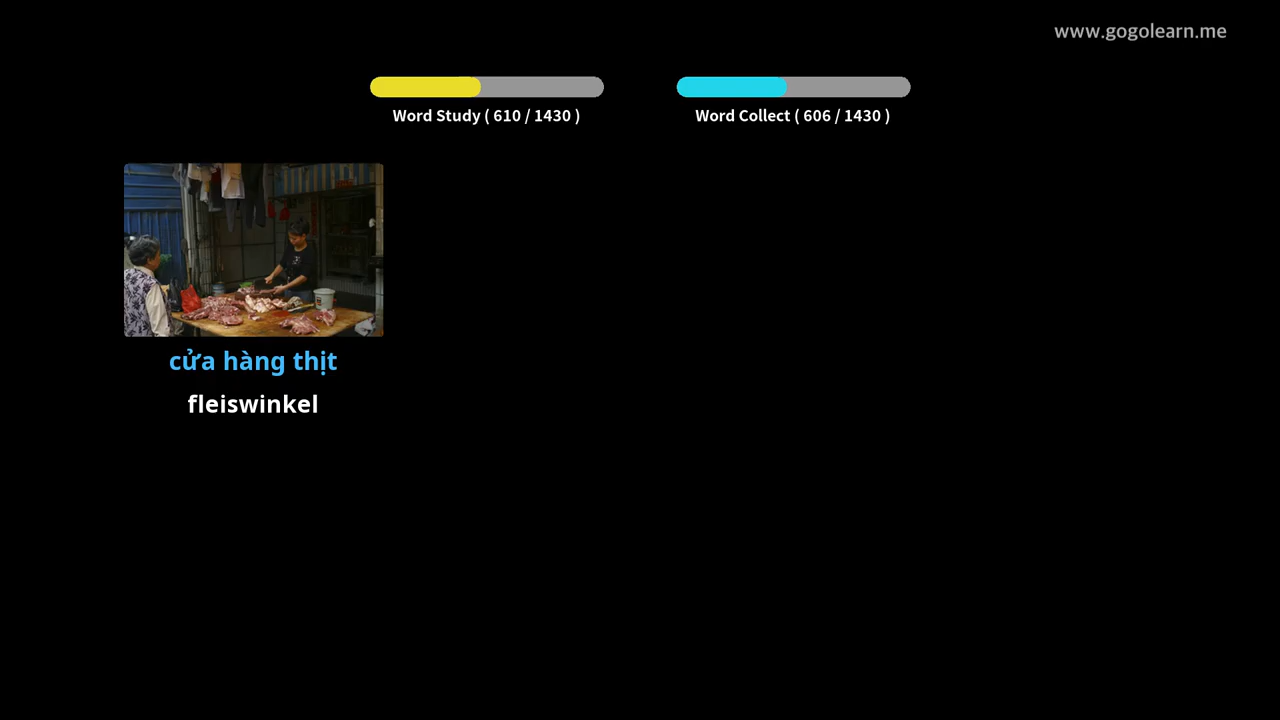 www.gogolearn.me
Word Study ( 610 / 1430 )
Word Collect ( 606 / 1430 )
cửa hàng thịt
fleiswinkel